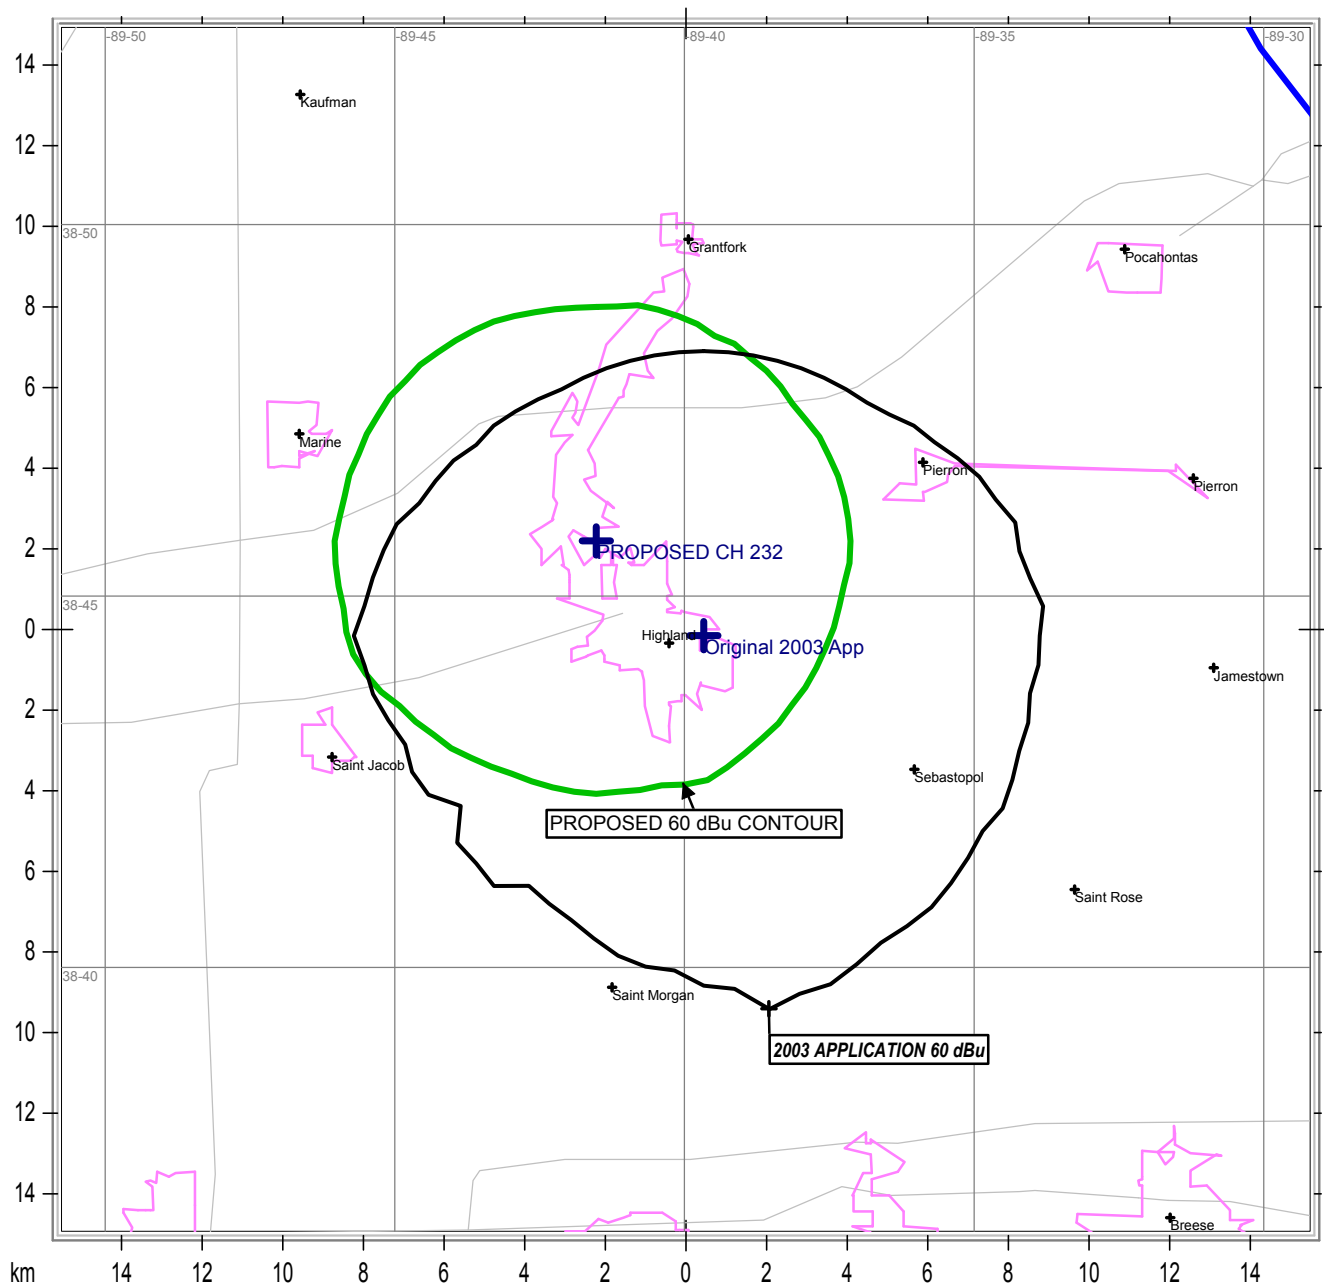 -89-50
-89-45
-89-40
-89-35
-89-30
14
Kaufman
12
10
38-50
Grantfork
Pocahontas
8
6
Marine
4
Pierron
Pierron
2
PROPOSED CH 232
38-45
0
Highland
Original 2003 App
Jamestown
2
Saint Jacob
Sebastopol
4
PROPOSED 60 dBu CONTOUR
6
Saint Rose
8
38-40
Saint Morgan
10
2003 APPLICATION 60 dBu
12
14
Breese
km
14
12
10
8
6
4
2
0
2
4
6
8
10
12
14